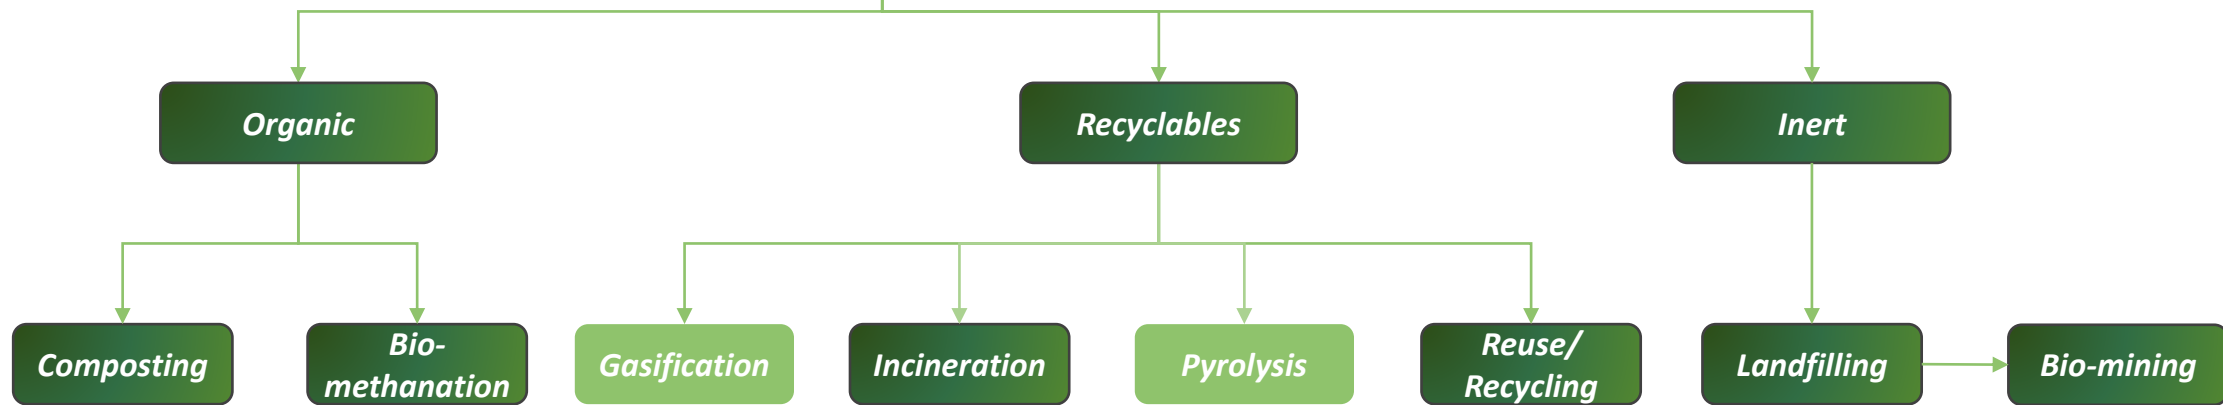 Organic
Recyclables
Inert
Composting
Bio-
methanation
Gasification
Incineration
Pyrolysis
Reuse/
Recycling
Landfilling
Bio-mining